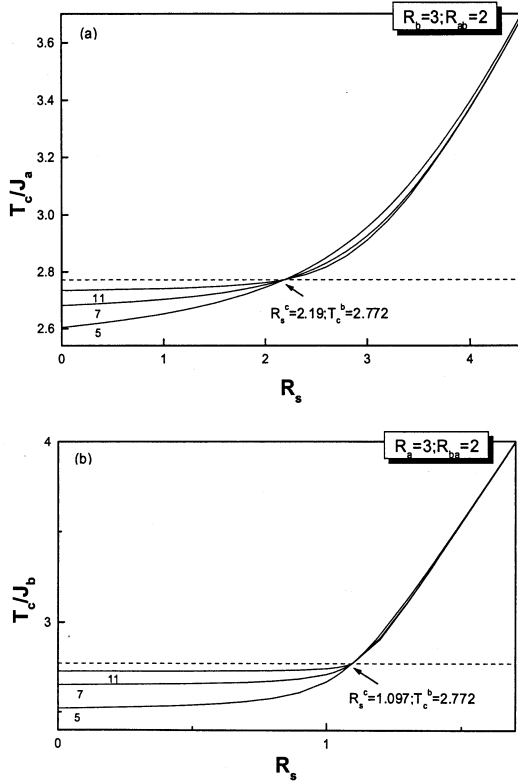 R_b=3;R_ab=2
(a)
3.6
3.4
3.2
3.0
2.8
2.6
T_c/J_a
11
7
5
R_s^c=2.19;T_c^b=2.772
0 1 2 3 4
R_s
R_a=3;R_ba=2
(b)
4
3
T_c/J_b
11
7
5
R_s^c=1.097;T_c^b=2.772
0 1
R_s